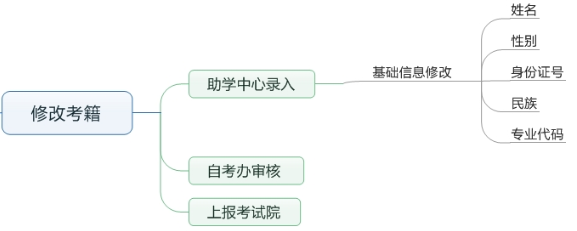 修改考籍
助学中心录入
基础信息修改
姓名
性别
身份证号
民族
专业代码
自考办审核
上报考试院